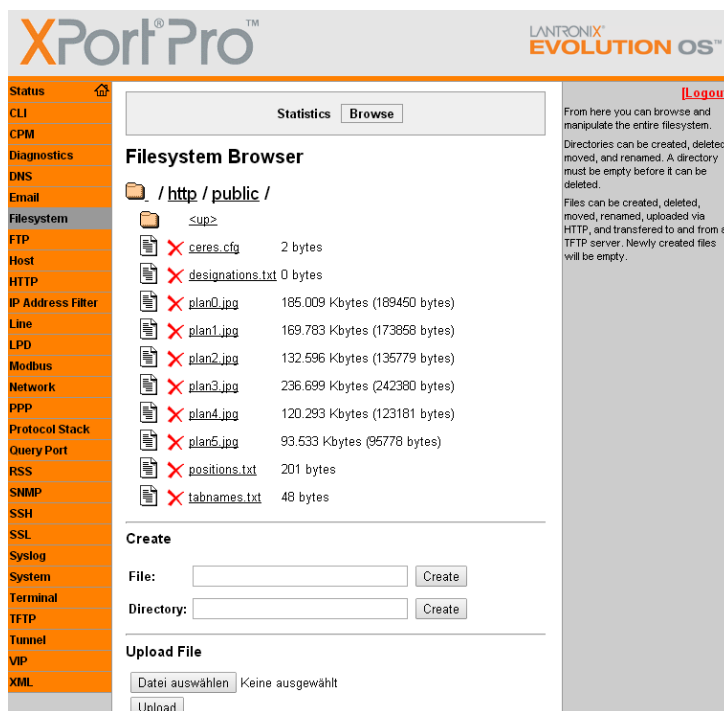 XPort® Pro™
LANTRONIX®
EVOLUTION OS™
Status
CLI
CPM
Diagnostics
DNS
Email
Filesystem
FTP
Host
HTTP
IP Address Filter
Line
LPD
Modbus
Network
PPP
Protocol Stack
Query Port
RSS
SNMP
SSH
SSL
Syslog
System
Terminal
TFTP
Tunnel
VIP
XML
Statistics Browse
Filesystem Browser
/ http / public /
<up>
ceres.cfg 2 bytes
designations.txt 0 bytes
plan0.jpg 185.009 Kbytes (189450 bytes)
plan1.jpg 169.783 Kbytes (173858 bytes)
plan2.jpg 132.596 Kbytes (135779 bytes)
plan3.jpg 236.699 Kbytes (242380 bytes)
plan4.jpg 120.293 Kbytes (123181 bytes)
plan5.jpg 93.533 Kbytes (95778 bytes)
positions.txt 201 bytes
tabnames.txt 48 bytes
Create
File: Create
Directory: Create
Upload File
Datei auswählen Keine ausgewählt
Upload
[Logout
From here you can browse and
manipulate the entire filesystem.
Directories can be created, deleted,
moved, and renamed. A directory
must be empty before it can be
deleted.
Files can be created, deleted,
moved, renamed, uploaded via
HTTP, and transfered to and from a
TFTP server. Newly created files
will be empty.